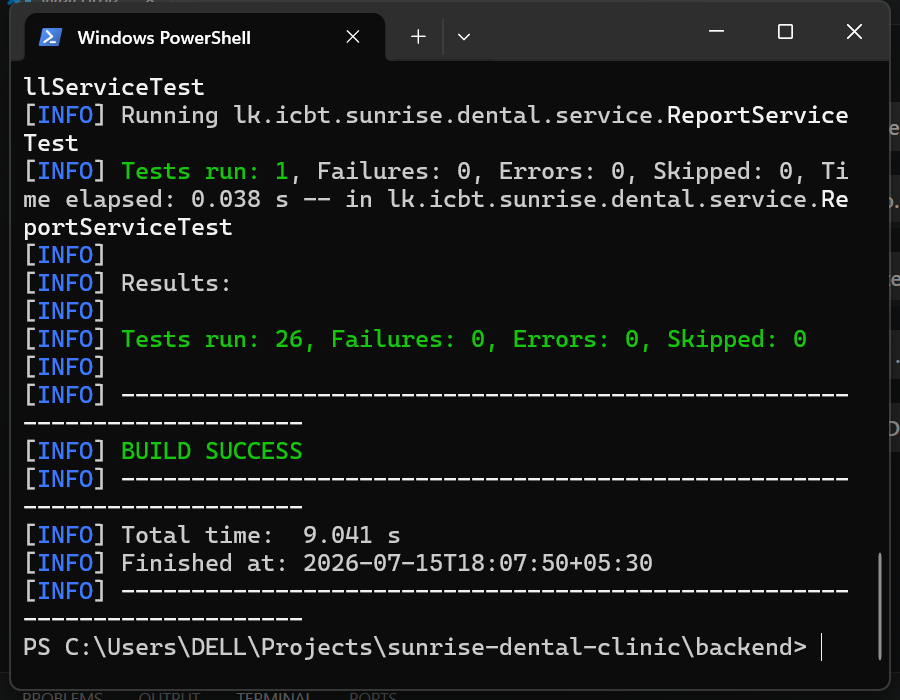 Windows PowerShell
llServiceTest
[INFO] Running lk.icbt.sunrise.dental.service.ReportService
Test
[INFO] Tests run: 1, Failures: 0, Errors: 0, Skipped: 0, Ti
me elapsed: 0.038 s -- in lk.icbt.sunrise.dental.service.Re
portServiceTest
[INFO]
[INFO] Results:
[INFO]
[INFO] Tests run: 26, Failures: 0, Errors: 0, Skipped: 0
[INFO]
[INFO] ----------------------------------------------------
--------------------
[INFO] BUILD SUCCESS
[INFO] ----------------------------------------------------
--------------------
[INFO] Total time:  9.041 s
[INFO] Finished at: 2026-07-15T18:07:50+05:30
[INFO] ----------------------------------------------------
--------------------
PS C:\Users\DELL\Projects\sunrise-dental-clinic\backend>
PROBLEMS OUTPUT TERMINAL PORTS